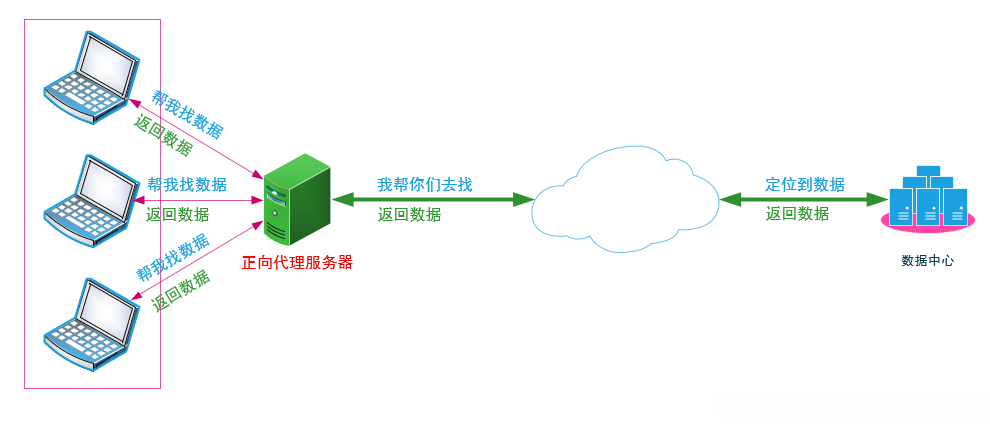 帮我找数据
返回数据
帮我找数据
返回数据
帮我找数据
返回数据
正向代理服务器
我帮你们去找
返回数据
定位到数据
返回数据
数据中心